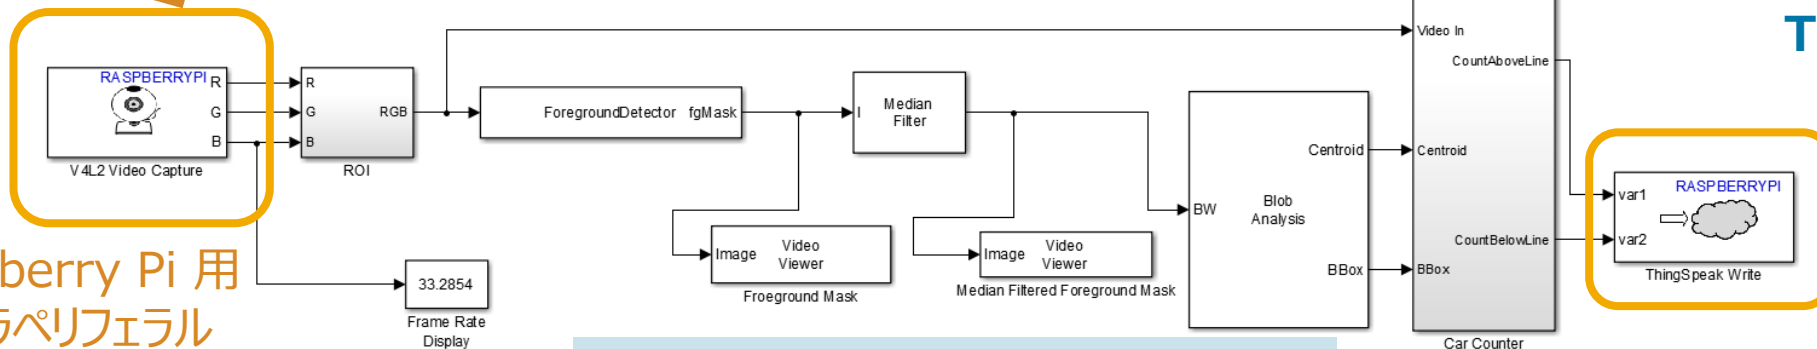 RASPBERRYPI
R
G
B
V4L2 Video Capture
R
G
B
RGB
ROI
ForegroundDetector fgMask
I
Median
Filter
Image
Video
Viewer
Froeground Mask
Image
Video
Viewer
Median Filtered Foreground Mask
BW
Blob
Analysis
Centroid
BBox
Video In
CountAboveLine
Centroid
CountBelowLine
BBox
Car Counter
T
RASPBERRYPI
var1
var2
ThingSpeak Write
berry Pi 用
ラペリフェラル
33.2854
Frame Rate
Display